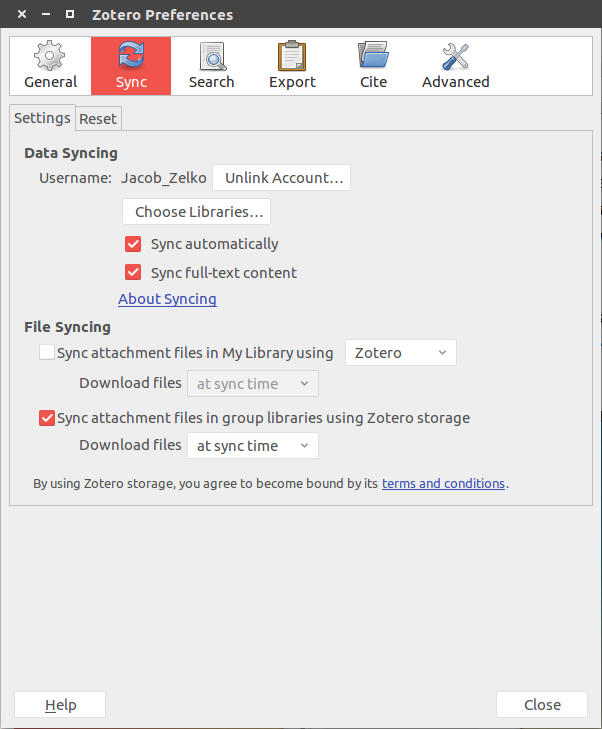 Zotero Preferences
General Sync Search Export Cite Advanced
Settings Reset
Data Syncing
Username: Jacob_Zelko Unlink Account...
Choose Libraries...
Sync automatically
Sync full-text content
About Syncing
File Syncing
Sync attachment files in My Library using Zotero
Download files at sync time
Sync attachment files in group libraries using Zotero storage
Download files at sync time
By using Zotero storage, you agree to become bound by its terms and conditions.
Help Close